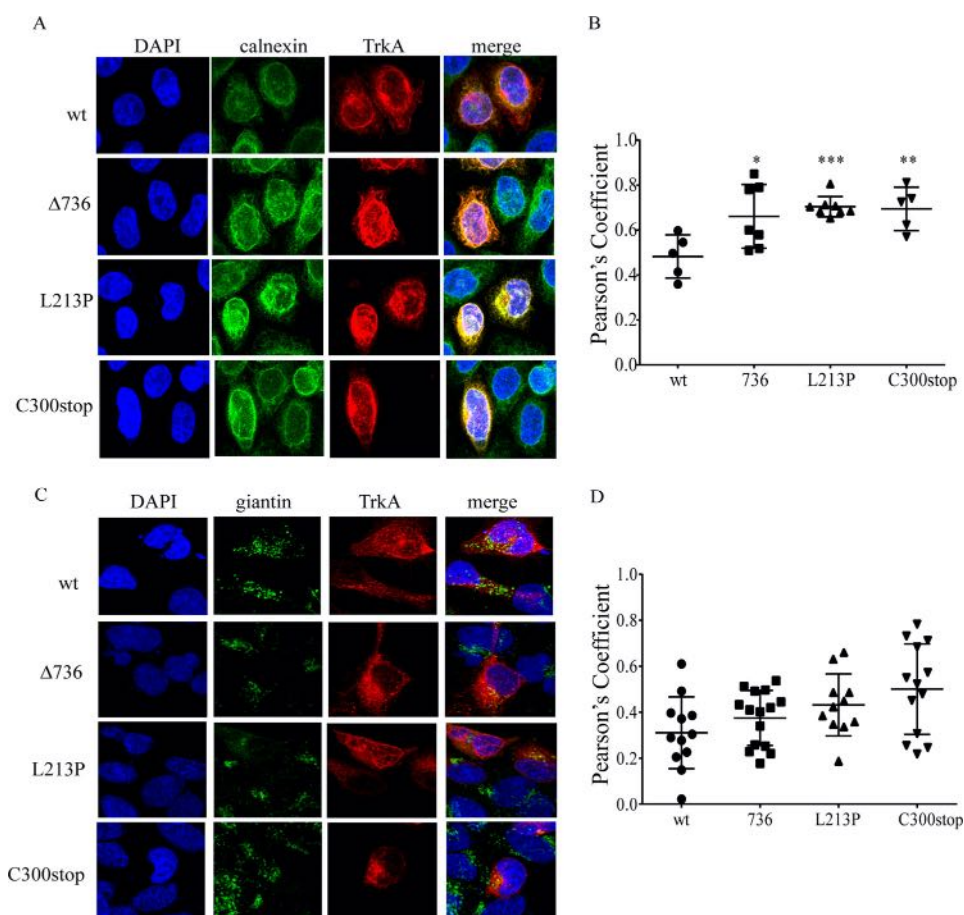 A
DAPI calnexin TrkA merge
wt
Δ736
L213P
C300stop
B
* *** **
Pearson's Coefficient
1.0
0.8
0.6
0.4
0.2
0.0
wt 736 L213P C300stop
C
DAPI giantin TrkA merge
wt
Δ736
L213P
C300stop
D
Pearson's Coefficient
1.0
0.8
0.6
0.4
0.2
0.0
wt 736 L213P C300stop